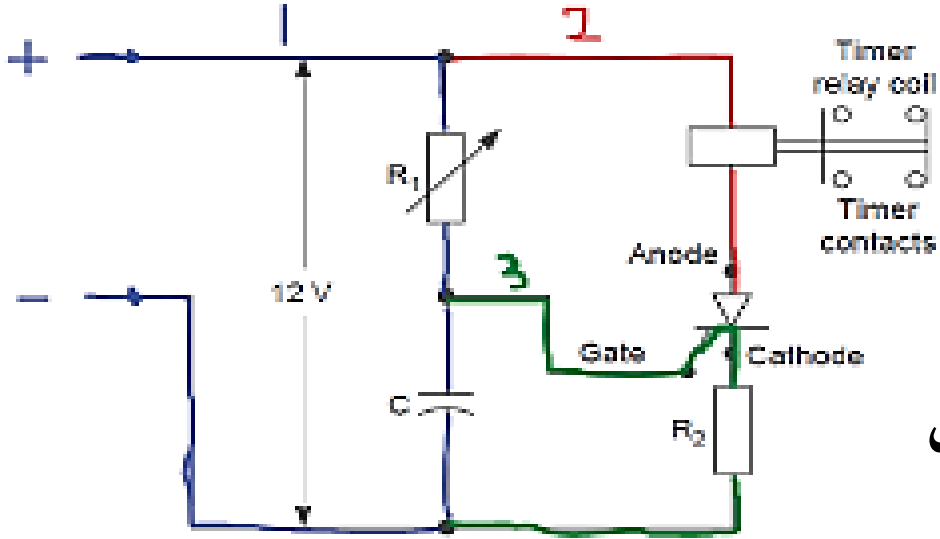 1
2
+
Timer
relay coil
R1
Timer
contacts
Anode
3
−
12 V
Gate
Cathode
C
R2